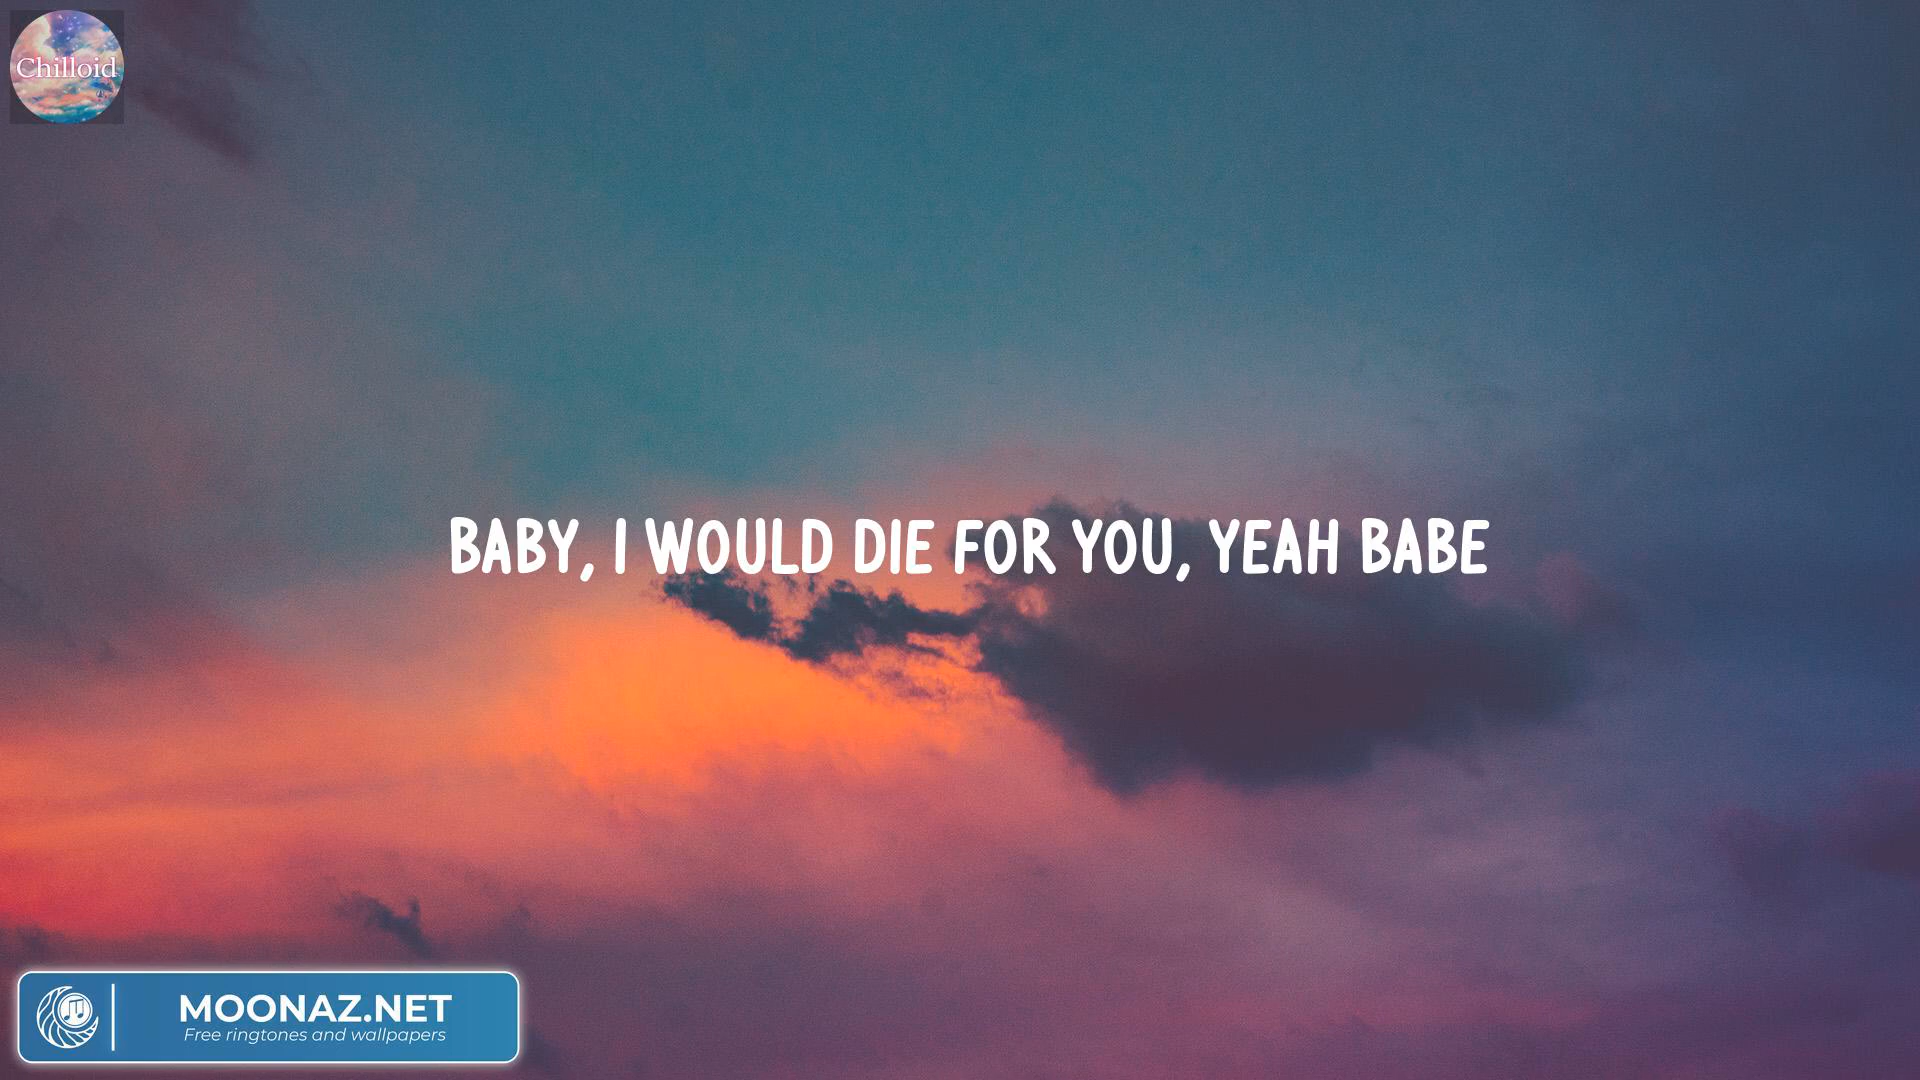 Chilloid
BABY, I WOULD DIE FOR YOU, YEAH BABE
MOONAZ.NET
Free ringtones and wallpapers